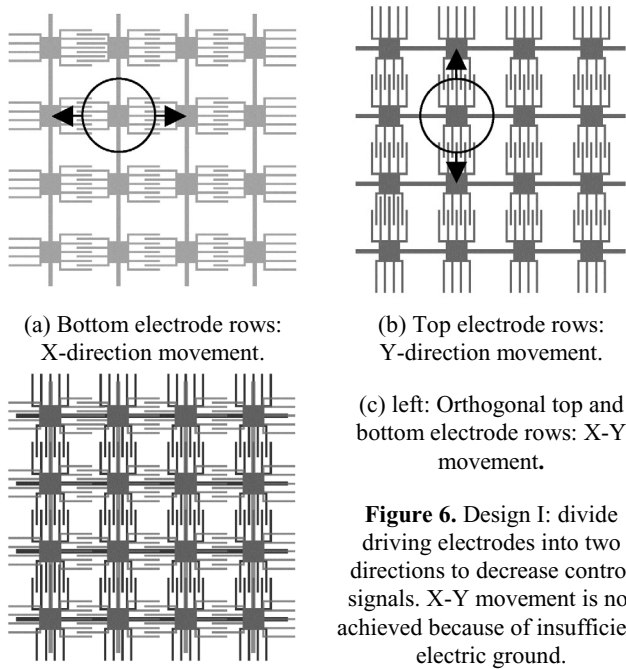 (a) Bottom electrode rows:
X-direction movement.
(b) Top electrode rows:
Y-direction movement.
(c) left: Orthogonal top and
bottom electrode rows: X-Y
movement.
Figure 6. Design I: divide
driving electrodes into two
directions to decrease contro
signals. X-Y movement is no
achieved because of insufficie
electric ground.